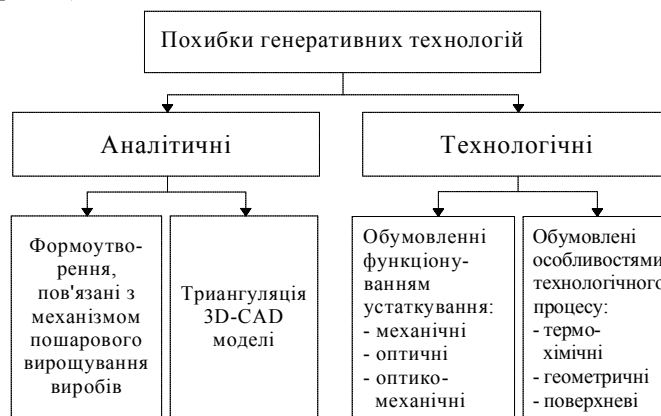 Похибки генеративних технологій
Аналітичні
Технологічні
Формоутво-
рення,
пов'язані з
механізмом
пошарового
вирощування
виробів
Триангуляція
3D-CAD
моделі
Обумовленні
функціону-
ванням
устаткування:
- механічні
- оптичні
- оптико-
механічні
Обумовлені
особливостями
технологічного
процесу:
- термо-
хімічні
- геометричні
- поверхневі